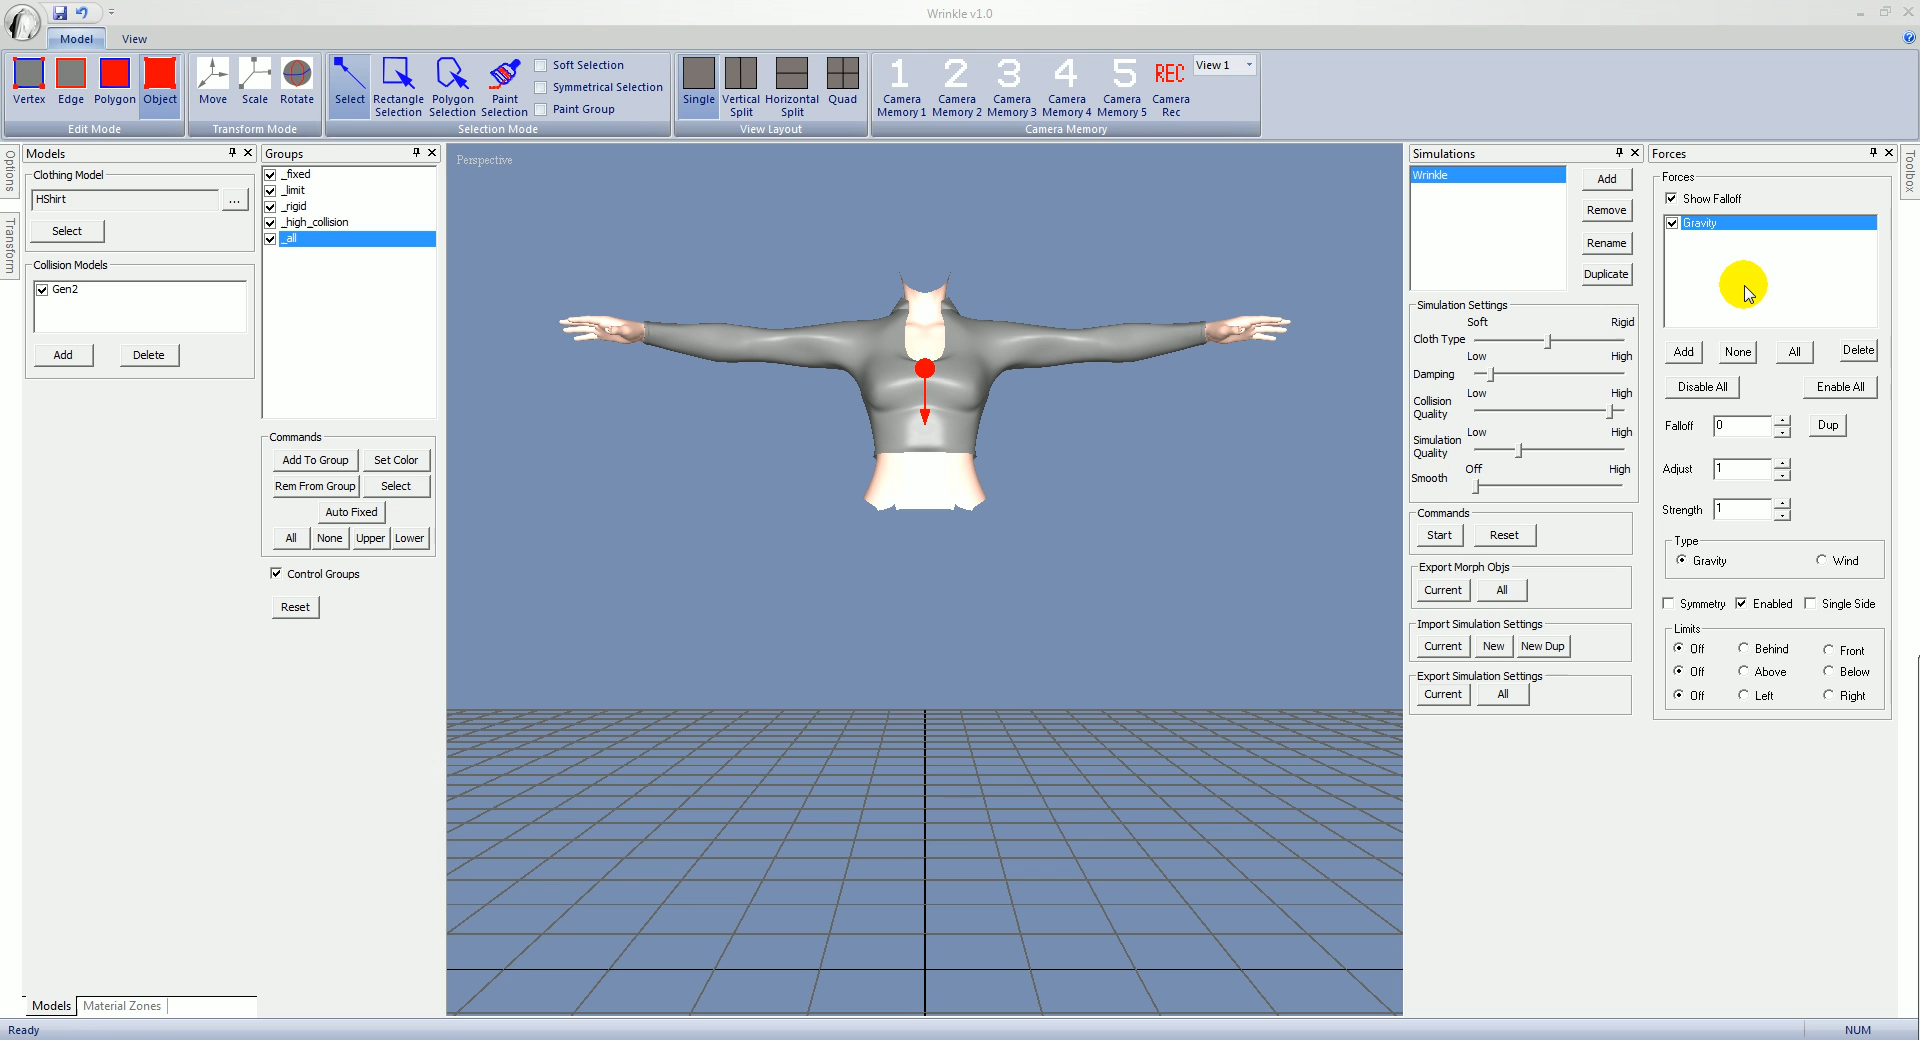 Wrinkle v1.0
Model View
Vertex Edge Polygon Object
Edit Mode
Move Scale Rotate
Transform Mode
Select Rectangle Selection Polygon Selection Paint Selection
Soft Selection
Symmetrical Selection
Paint Group
Selection Mode
Single Vertical Split Horizontal Split Quad
View Layout
1 2 3 4 5 REC View 1
Camera Memory 1 Camera Memory 2 Camera Memory 3 Camera Memory 4 Camera Memory 5 Camera Rec
Camera Memory
Options
Transform
Models
Clothing Model
HShirt ...
Select
Collision Models
Gen2
Add Delete
Models Material Zones
Groups
_fixed
_limit
_rigid
_high_collision
_all
Commands
Add To Group Set Color
Rem From Group Select
Auto Fixed
All None Upper Lower
Control Groups
Reset
Perspective
Simulations
Wrinkle
Add
Remove
Rename
Duplicate
Simulation Settings
Soft Rigid
Cloth Type
Low High
Damping
Low High
Collision Quality
Low High
Simulation Quality
Off High
Smooth
Commands
Start Reset
Export Morph Objs
Current All
Import Simulation Settings
Current New New Dup
Export Simulation Settings
Current All
Forces
Forces
Show Falloff
Gravity
Add None All Delete
Disable All Enable All
Falloff 0 Dup
Adjust 1
Strength 1
Type
Gravity Wind
Symmetry Enabled Single Side
Limits
Off Behind Front
Off Above Below
Off Left Right
Toolbox
Ready
NUM